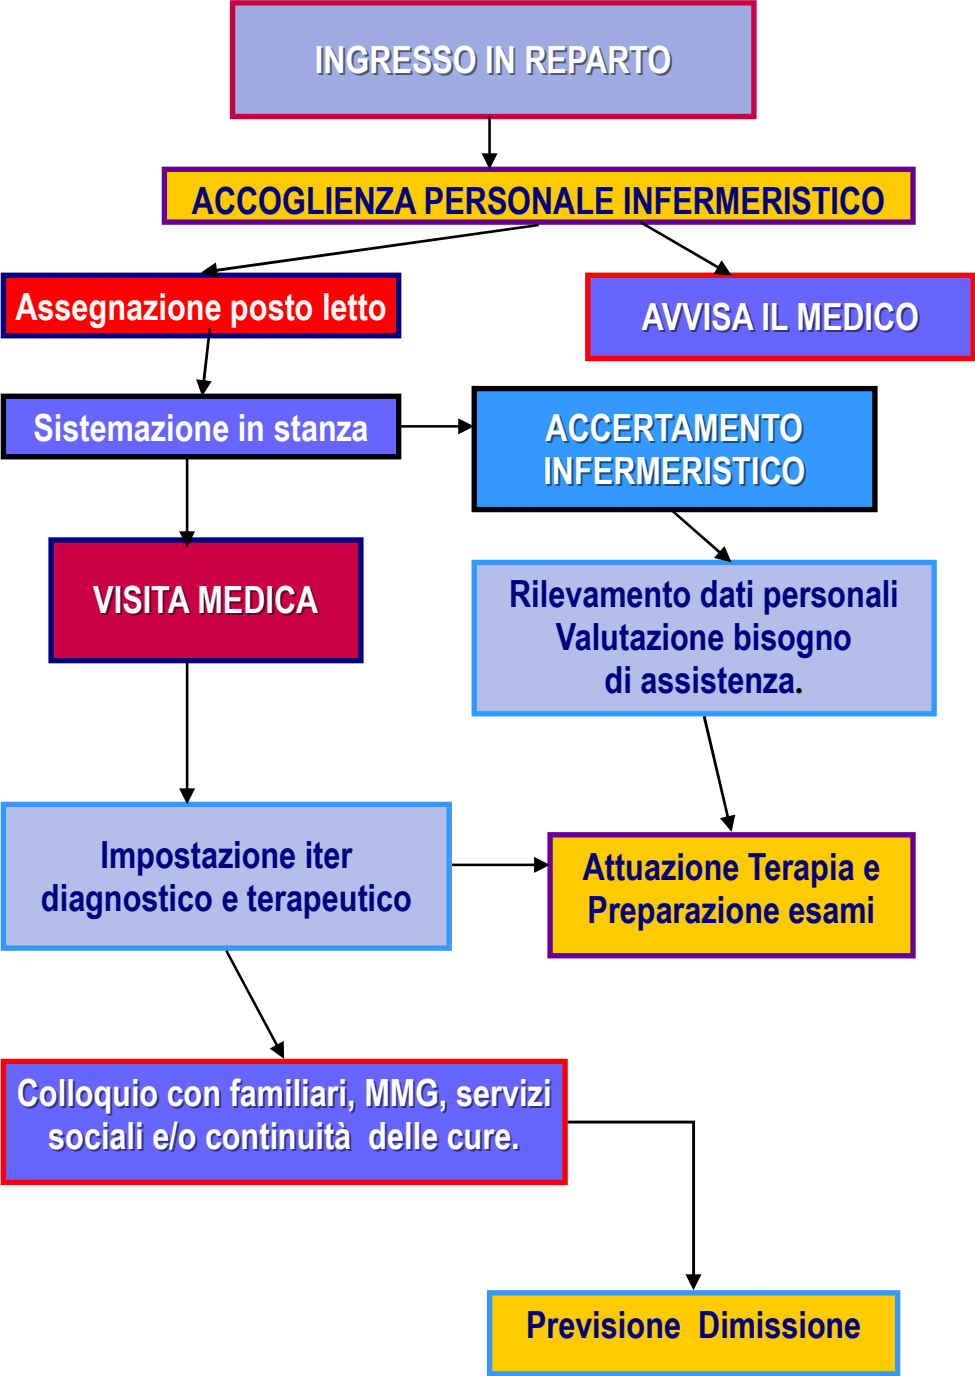 INGRESSO IN REPARTO
ACCOGLIENZA PERSONALE INFERMERISTICO
Assegnazione posto letto
AVVISA IL MEDICO
Sistemazione in stanza
ACCERTAMENTO
INFERMERISTICO
VISITA MEDICA
Rilevamento dati personali
Valutazione bisogno
di assistenza.
Impostazione iter
diagnostico e terapeutico
Attuazione Terapia e
Preparazione esami
Colloquio con familiari, MMG, servizi
sociali e/o continuità delle cure.
Previsione Dimissione